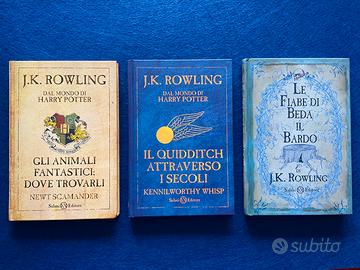 J.K. ROWLING
DAL MONDO DI
HARRY POTTER
GLI ANIMALI
FANTASTICI:
DOVE TROVARLI
NEWT SCAMANDER
Salani Editore
J.K. ROWLING
DAL MONDO DI
HARRY POTTER
IL QUIDDITCH
ATTRAVERSO
I SECOLI
KENNILWORTHY WHISP
Salani Editore
LE
FIABE DI
BEDA
IL
BARDO
J.K. ROWLING
Salani Editore
subito